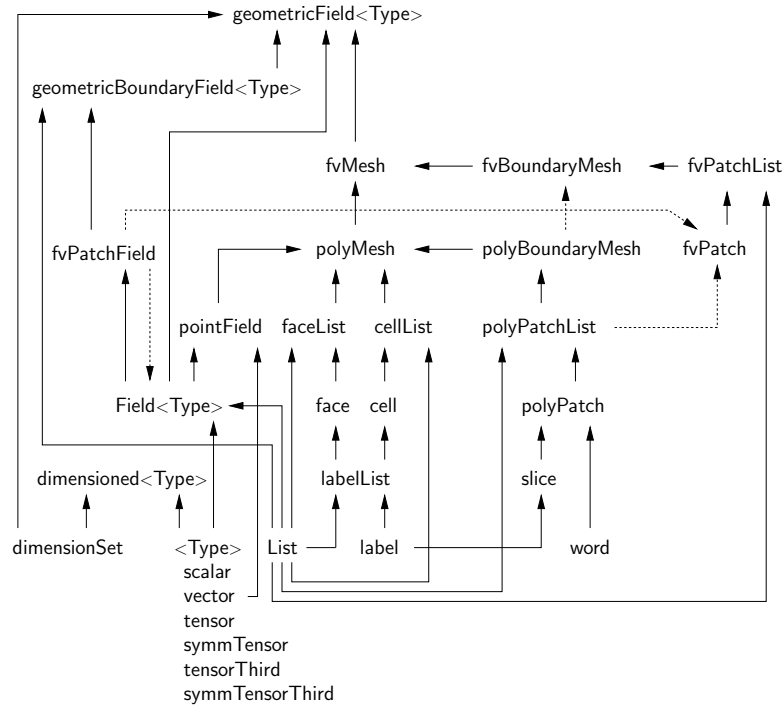 geometricField<Type>
geometricBoundaryField<Type>
fvMesh fvBoundaryMesh fvPatchList
fvPatchField polyMesh polyBoundaryMesh fvPatch
pointField faceList cellList polyPatchList
Field<Type> face cell polyPatch
dimensioned<Type> labelList slice
dimensionSet <Type> List label word
scalar
vector
tensor
symmTensor
tensorThird
symmTensorThird